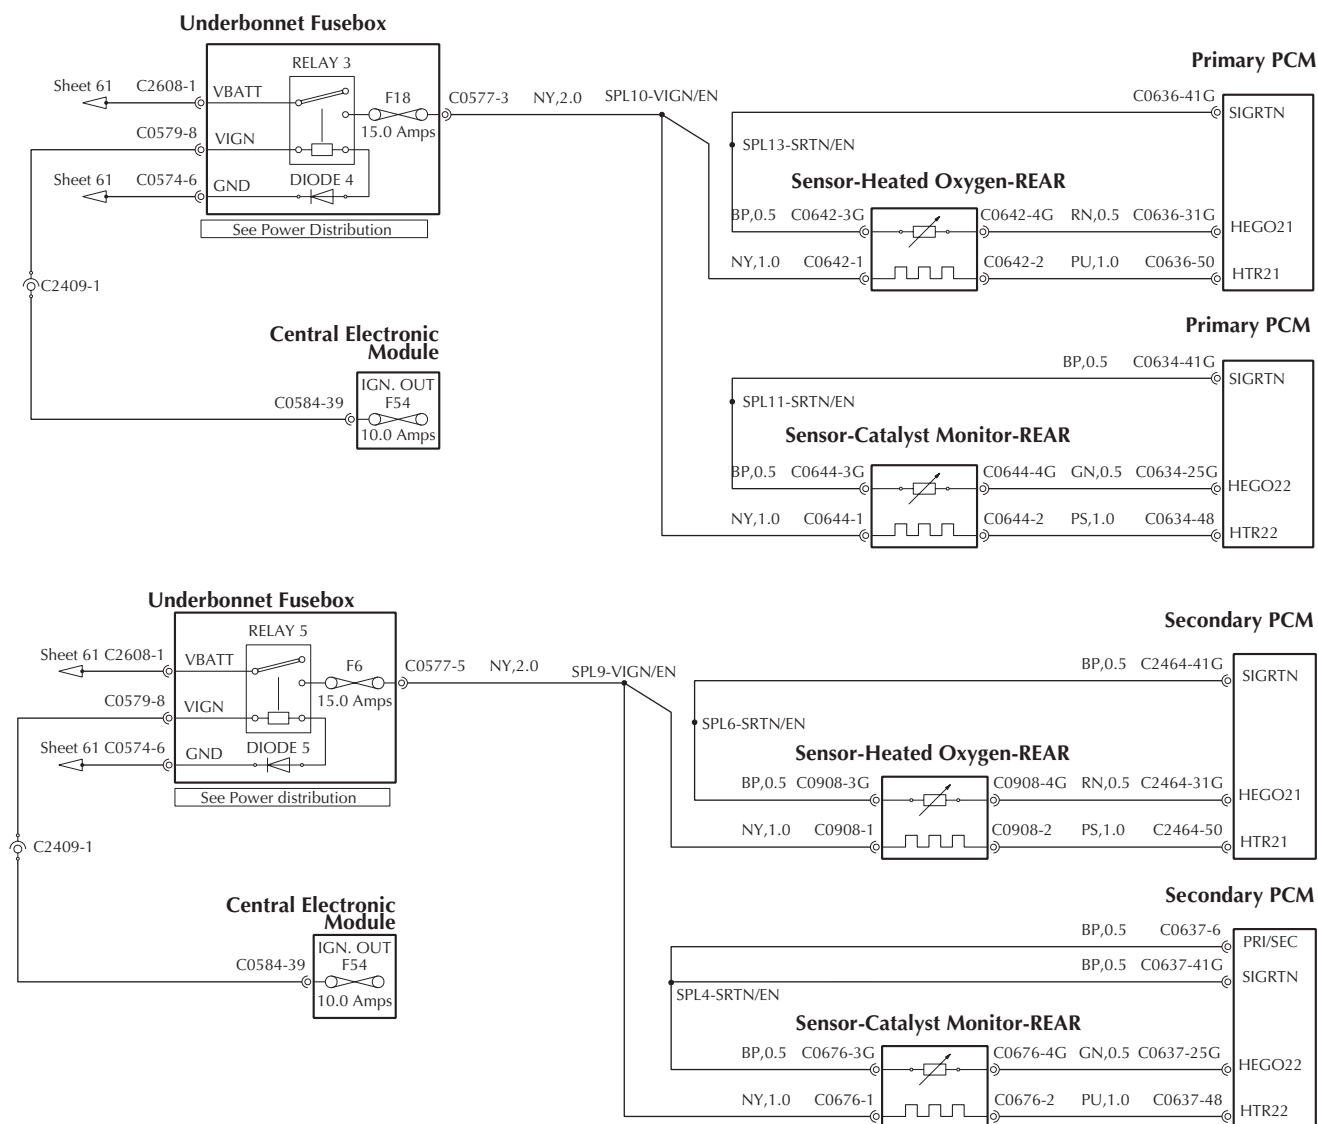 Underbonnet Fusebox
RELAY 3
Sheet 61 C2608-1 VBATT
F18
15.0 Amps
C0577-3 NY,2.0 SPL10-VIGN/EN
C0579-8 VIGN
Sheet 61 C0574-6 GND DIODE 4
See Power Distribution
C2409-1
Central Electronic
Module
IGN. OUT
C0584-39 F54
10.0 Amps
Primary PCM
C0636-41G SIGRTN
SPL13-SRTN/EN
Sensor-Heated Oxygen-REAR
BP,0.5 C0642-3G C0642-4G RN,0.5 C0636-31G HEGO21
NY,1.0 C0642-1 C0642-2 PU,1.0 C0636-50 HTR21
Primary PCM
BP,0.5 C0634-41G SIGRTN
SPL11-SRTN/EN
Sensor-Catalyst Monitor-REAR
BP,0.5 C0644-3G C0644-4G GN,0.5 C0634-25G HEGO22
NY,1.0 C0644-1 C0644-2 PS,1.0 C0634-48 HTR22
Underbonnet Fusebox
RELAY 5
Sheet 61 C2608-1 VBATT
F6
15.0 Amps
C0577-5 NY,2.0 SPL9-VIGN/EN
C0579-8 VIGN
Sheet 61 C0574-6 GND DIODE 5
See Power distribution
C2409-1
Central Electronic
Module
IGN. OUT
C0584-39 F54
10.0 Amps
Secondary PCM
BP,0.5 C2464-41G SIGRTN
SPL6-SRTN/EN
Sensor-Heated Oxygen-REAR
BP,0.5 C0908-3G C0908-4G RN,0.5 C2464-31G HEGO21
NY,1.0 C0908-1 C0908-2 PS,1.0 C2464-50 HTR21
Secondary PCM
BP,0.5 C0637-6 PRI/SEC
BP,0.5 C0637-41G SIGRTN
SPL4-SRTN/EN
Sensor-Catalyst Monitor-REAR
BP,0.5 C0676-3G C0676-4G GN,0.5 C0637-25G HEGO22
NY,1.0 C0676-1 C0676-2 PU,1.0 C0637-48 HTR22